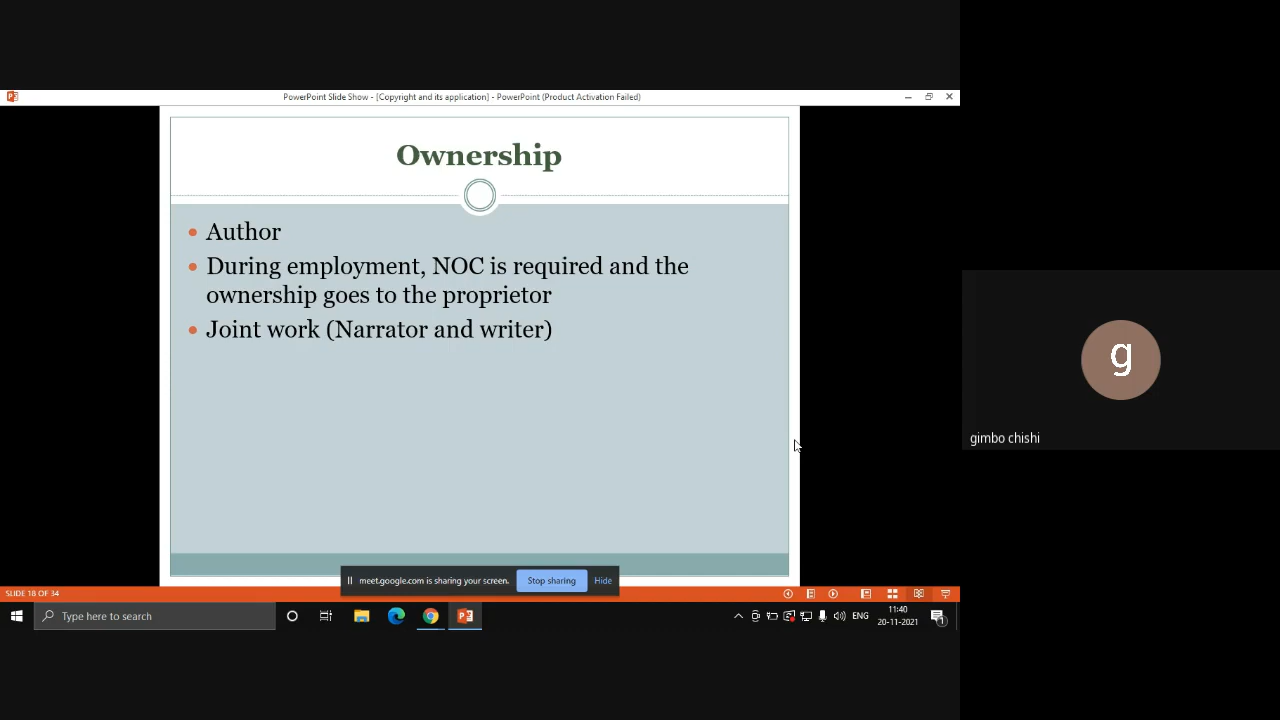 PowerPoint Slide Show - [Copyright and its application] - PowerPoint (Product Activation Failed)
Ownership
Author
During employment, NOC is required and the
ownership goes to the proprietor
Joint work (Narrator and writer)
g
gimbo chishi
meet.google.com is sharing your screen.
Stop sharing
Hide
SLIDE 18 OF 34
Type here to search
ENG
11:40
20-11-2021
1